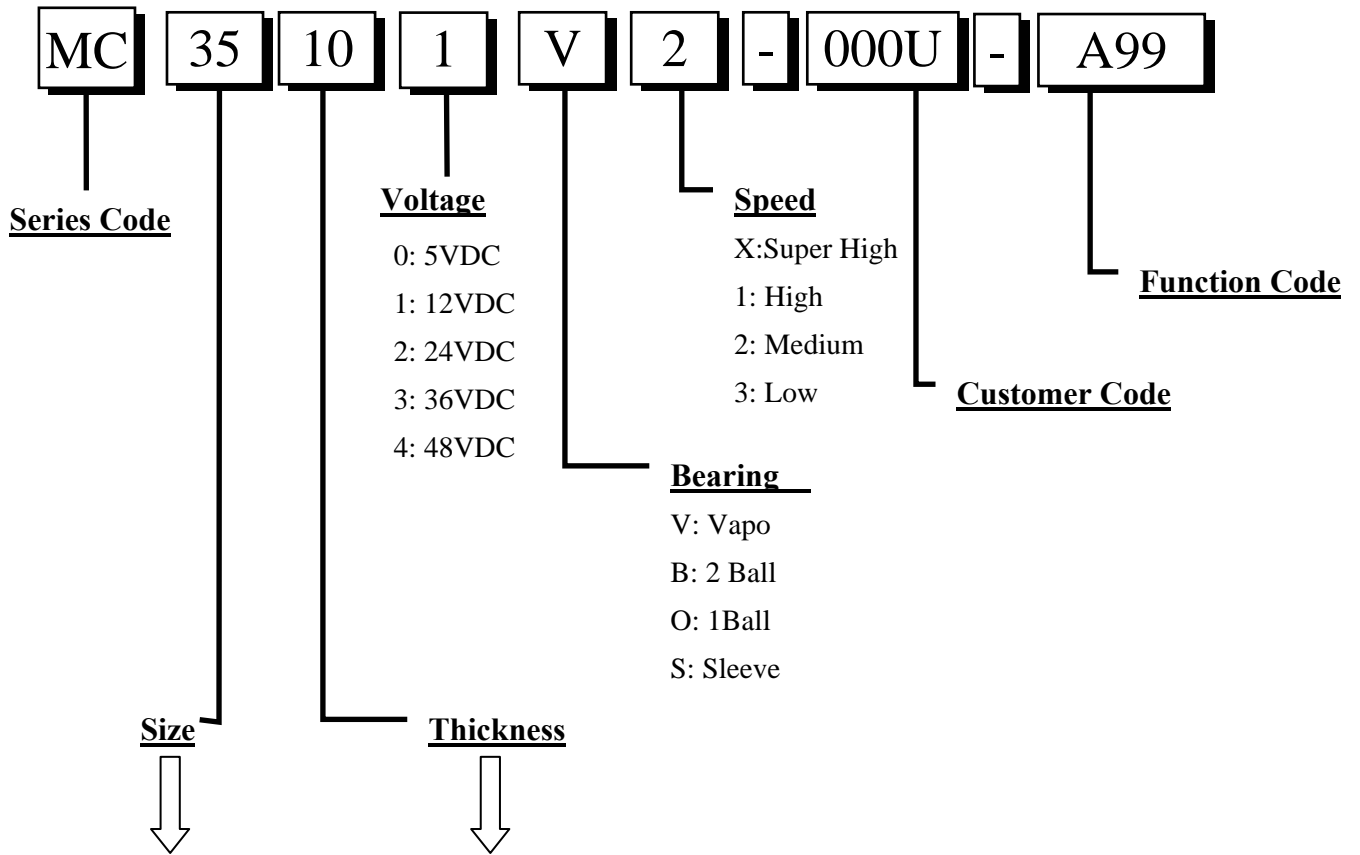 MC 35 10 1 V 2 - 000U - A99
Series Code
Voltage
0: 5VDC
1: 12VDC
2: 24VDC
3: 36VDC
4: 48VDC
Speed
X:Super High
1: High
2: Medium
3: Low
Function Code
Customer Code
Bearing
V: Vapo
B: 2 Ball
O: 1Ball
S: Sleeve
Size
Thickness